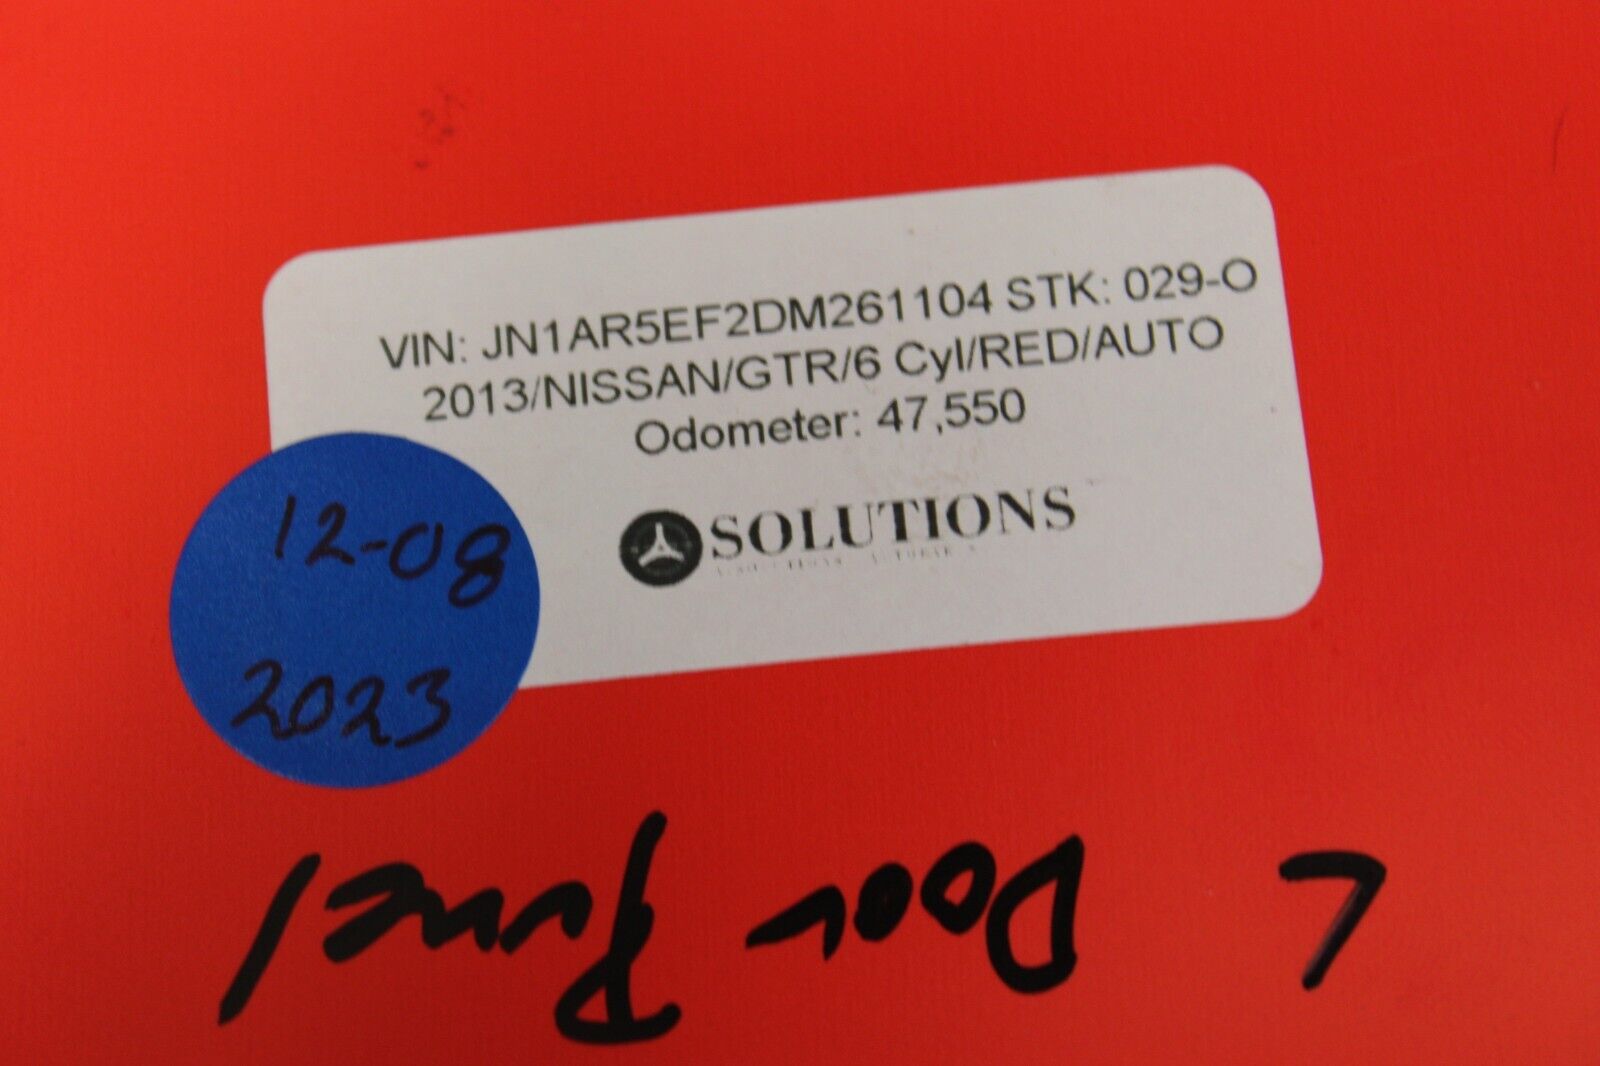 VIN: JN1AR5EF2DM261104 STK: 029-O
2013/NISSAN/GTR/6 Cyl/RED/AUTO
Odometer: 47,550
SOLUTIONS
12-08
2023
L Door Panel